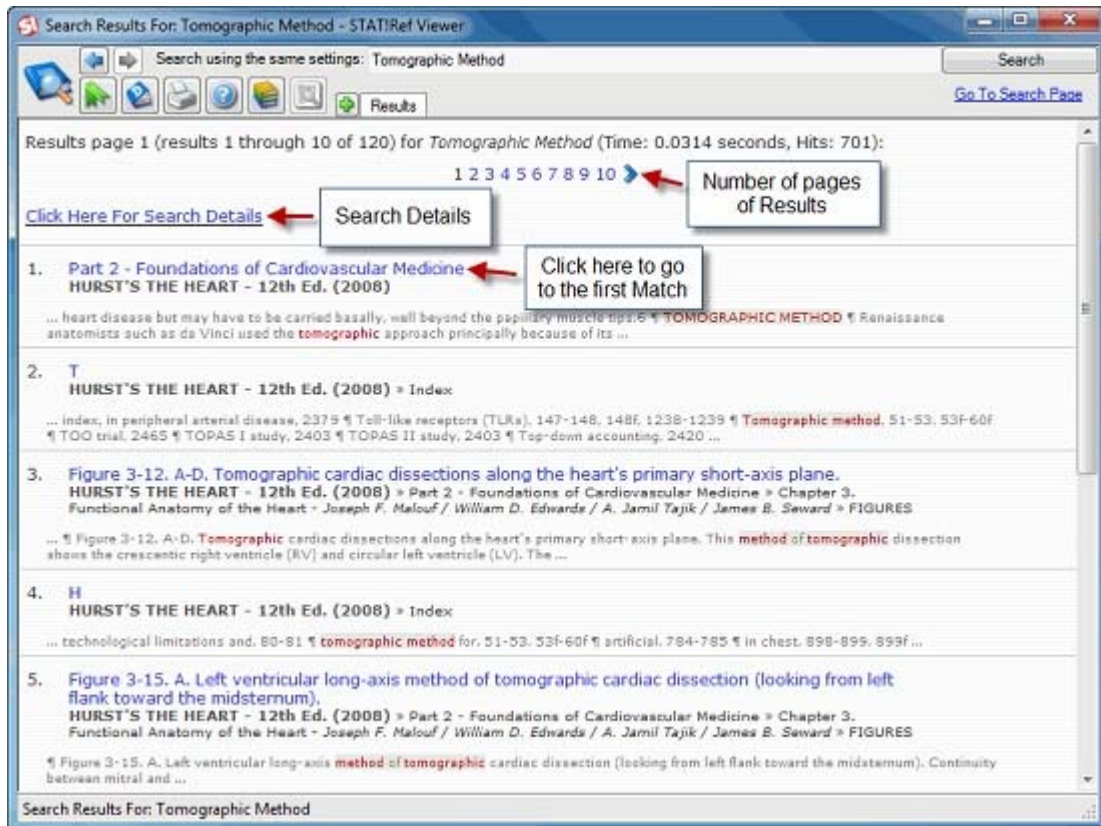 Search Results For: Tomographic Method - STAT!Ref Viewer
Search using the same settings: Tomographic Method
Search
Results
Go To Search Page
Results page 1 (results 1 through 10 of 120) for Tomographic Method (Time: 0.0314 seconds, Hits: 701):
1 2 3 4 5 6 7 8 9 10
Number of pages
of Results
Click Here For Search Details
Search Details
1. Part 2 - Foundations of Cardiovascular Medicine
Click here to go
to the first Match
HURST'S THE HEART - 12th Ed. (2008)
... heart disease but may have to be carried basally, well beyond the papillary muscle tips.6 ¶ TOMOGRAPHIC METHOD ¶ Renaissance
anatomists such as da Vinci used the tomographic approach principally because of its ...
2. T
HURST'S THE HEART - 12th Ed. (2008) » Index
... index, in peripheral arterial disease, 2379 ¶ Toll-like receptors (TLRs), 147-148, 148f, 1238-1239 ¶ Tomographic method, 51-53, 53f-60f
¶ TOO trial, 2465 ¶ TOPAS I study, 2403 ¶ TOPAS II study, 2403 ¶ Top-down accounting, 2420 ...
3. Figure 3-12. A-D. Tomographic cardiac dissections along the heart's primary short-axis plane.
HURST'S THE HEART - 12th Ed. (2008) » Part 2 - Foundations of Cardiovascular Medicine » Chapter 3.
Functional Anatomy of the Heart - Joseph F. Malouf / William D. Edwards / A. Jamil Tajik / James B. Seward » FIGURES
... ¶ Figure 3-12. A-D. Tomographic cardiac dissections along the heart's primary short-axis plane. This method of tomographic dissection
shows the crescentic right ventricle (RV) and circular left ventricle (LV). The ...
4. H
HURST'S THE HEART - 12th Ed. (2008) » Index
... technological limitations and, 80-81 ¶ tomographic method for, 51-53, 53f-60f ¶ artificial, 784-785 ¶ in chest, 898-899, 899f ...
5. Figure 3-15. A. Left ventricular long-axis method of tomographic cardiac dissection (looking from left
flank toward the midsternum).
HURST'S THE HEART - 12th Ed. (2008) » Part 2 - Foundations of Cardiovascular Medicine » Chapter 3.
Functional Anatomy of the Heart - Joseph F. Malouf / William D. Edwards / A. Jamil Tajik / James B. Seward » FIGURES
¶ Figure 3-15. A. Left ventricular long-axis method of tomographic cardiac dissection (looking from left flank toward the midsternum). Continuity
between mitral and ...
Search Results For: Tomographic Method